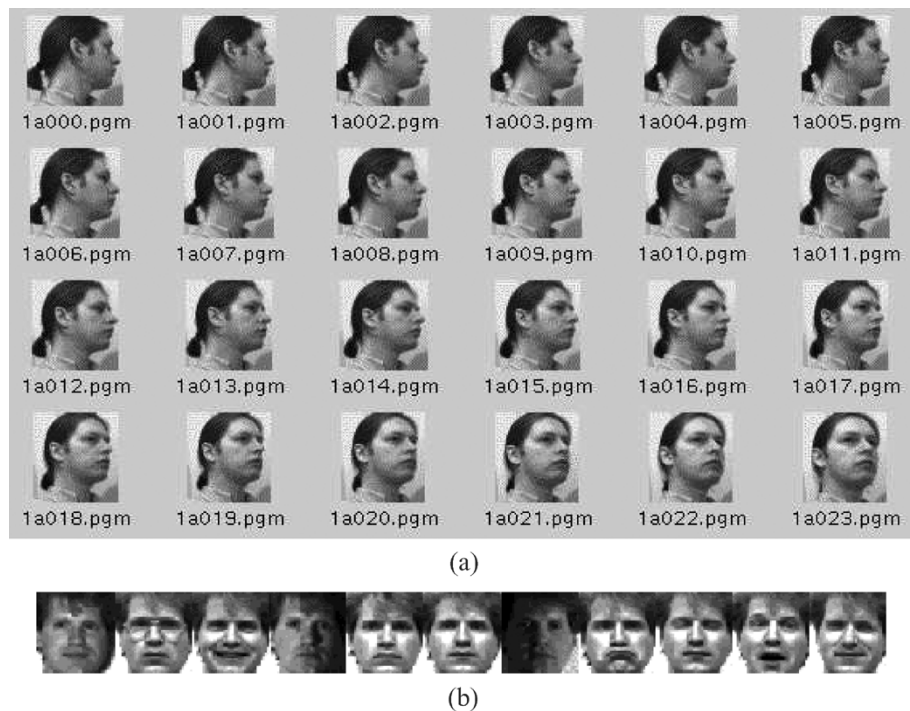 1a000.pgm 1a001.pgm 1a002.pgm 1a003.pgm 1a004.pgm 1a005.pgm
1a006.pgm 1a007.pgm 1a008.pgm 1a009.pgm 1a010.pgm 1a011.pgm
1a012.pgm 1a013.pgm 1a014.pgm 1a015.pgm 1a016.pgm 1a017.pgm
1a018.pgm 1a019.pgm 1a020.pgm 1a021.pgm 1a022.pgm 1a023.pgm
(a)
(b)